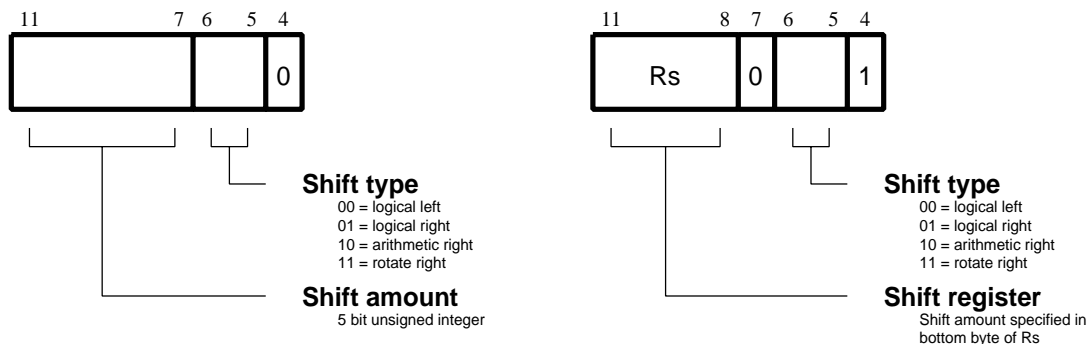 11 7 6 5 4
0
Shift type
00 = logical left
01 = logical right
10 = arithmetic right
11 = rotate right
Shift amount
5 bit unsigned integer
11 8 7 6 5 4
Rs 0 1
Shift type
00 = logical left
01 = logical right
10 = arithmetic right
11 = rotate right
Shift register
Shift amount specified in
bottom byte of Rs